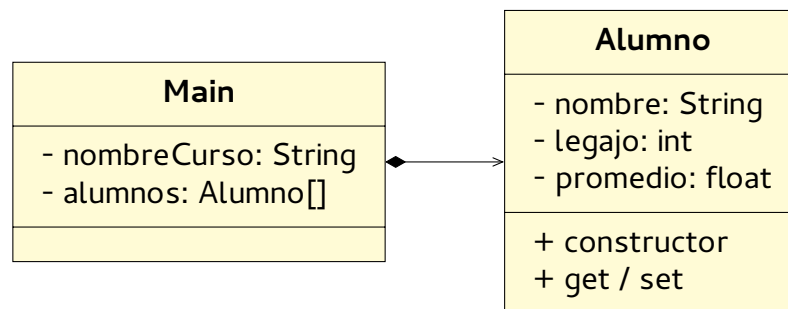 Main
- nombreCurso: String
- alumnos: Alumno[]
Alumno
- nombre: String
- legajo: int
- promedio: float
+ constructor
+ get / set